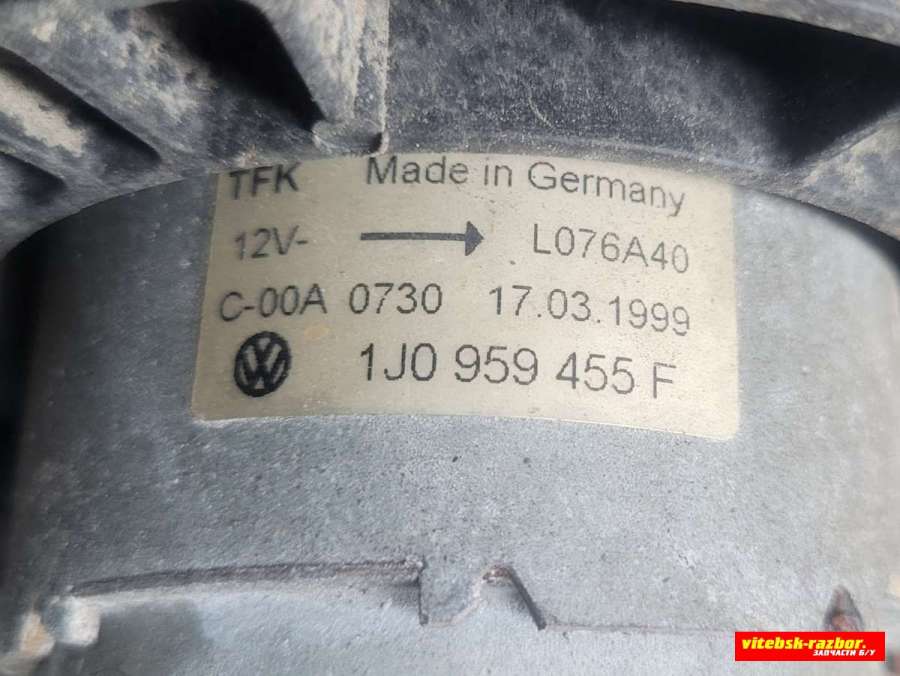 TFK Made in Germany
12V- L076A40
C-00A 0730 17.03.1999
1J0 959 455 F
vitebsk-razbor.
ЗАПЧАСТИ Б/У